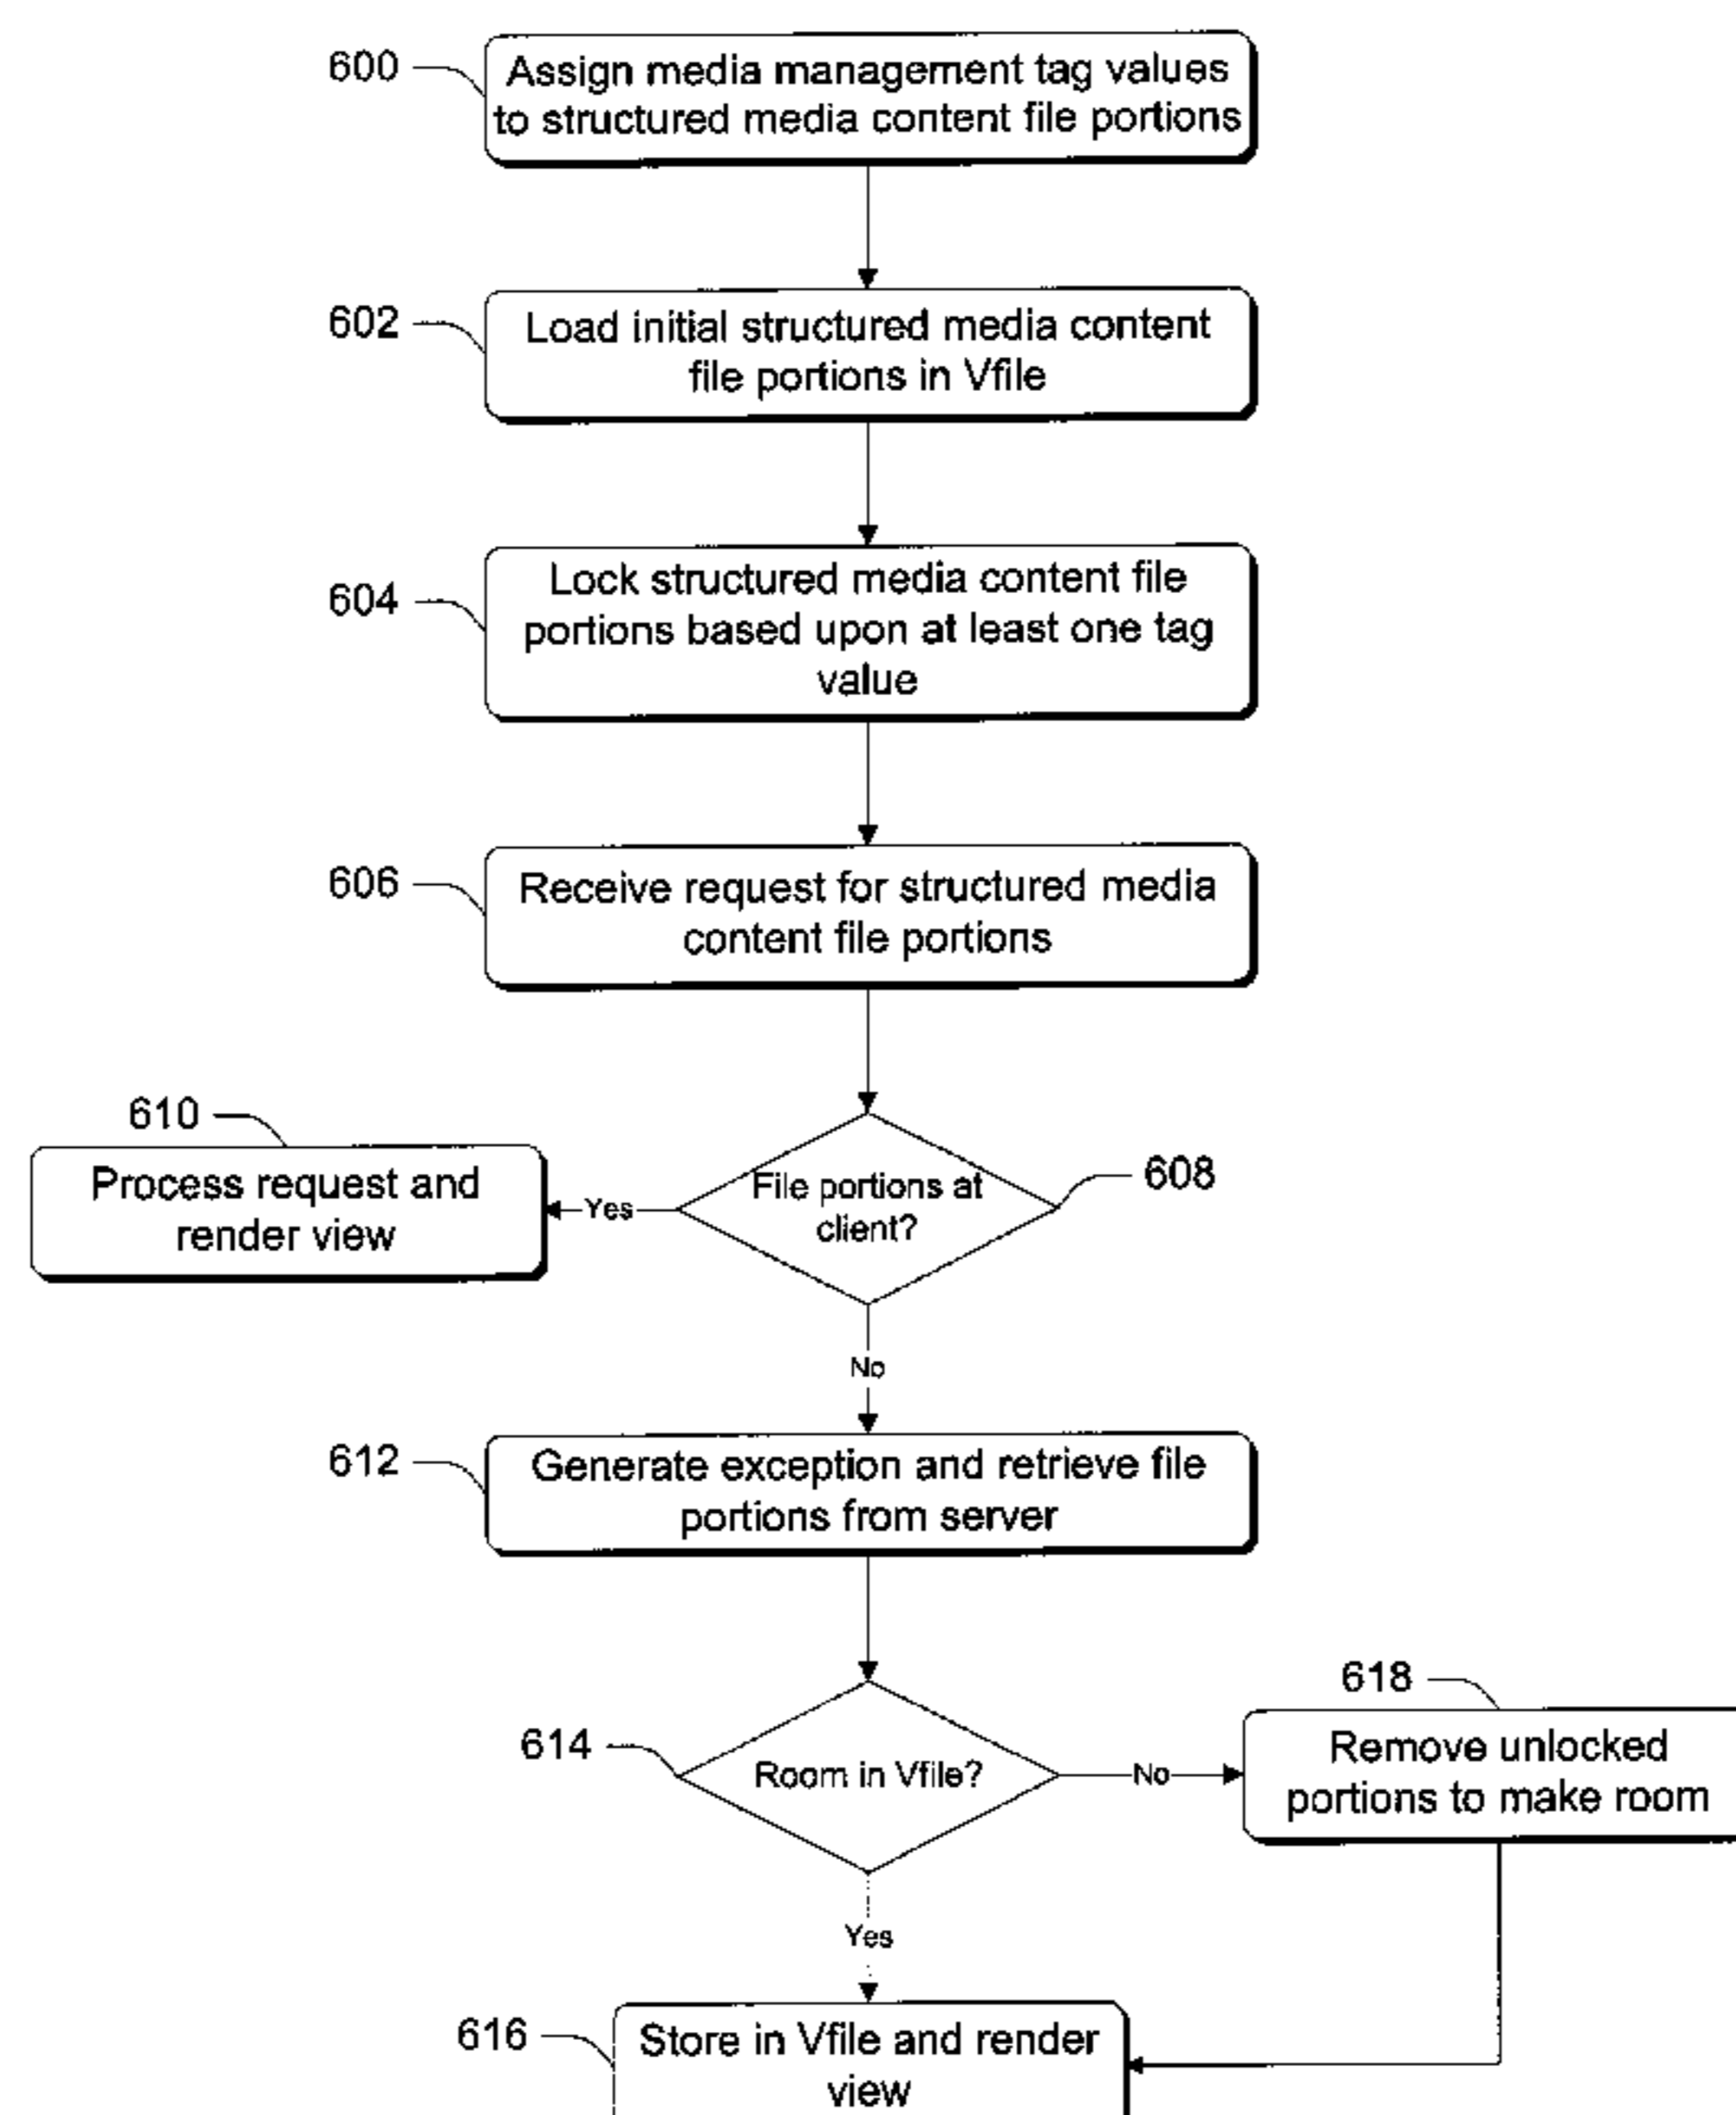 600
Assign media management tag values
to structured media content file portions
602
Load initial structured media content
file portions in Vfile
604
Lock structured media content file
portions based upon at least one tag
value
606
Receive request for structured media
content file portions
610
Process request and
render view
Yes
File portions at
client?
608
No
612
Generate exception and retrieve file
portions from server
614
Room in Vfile?
No
618
Remove unlocked
portions to make room
Yes
616
Store in Vfile and render
view